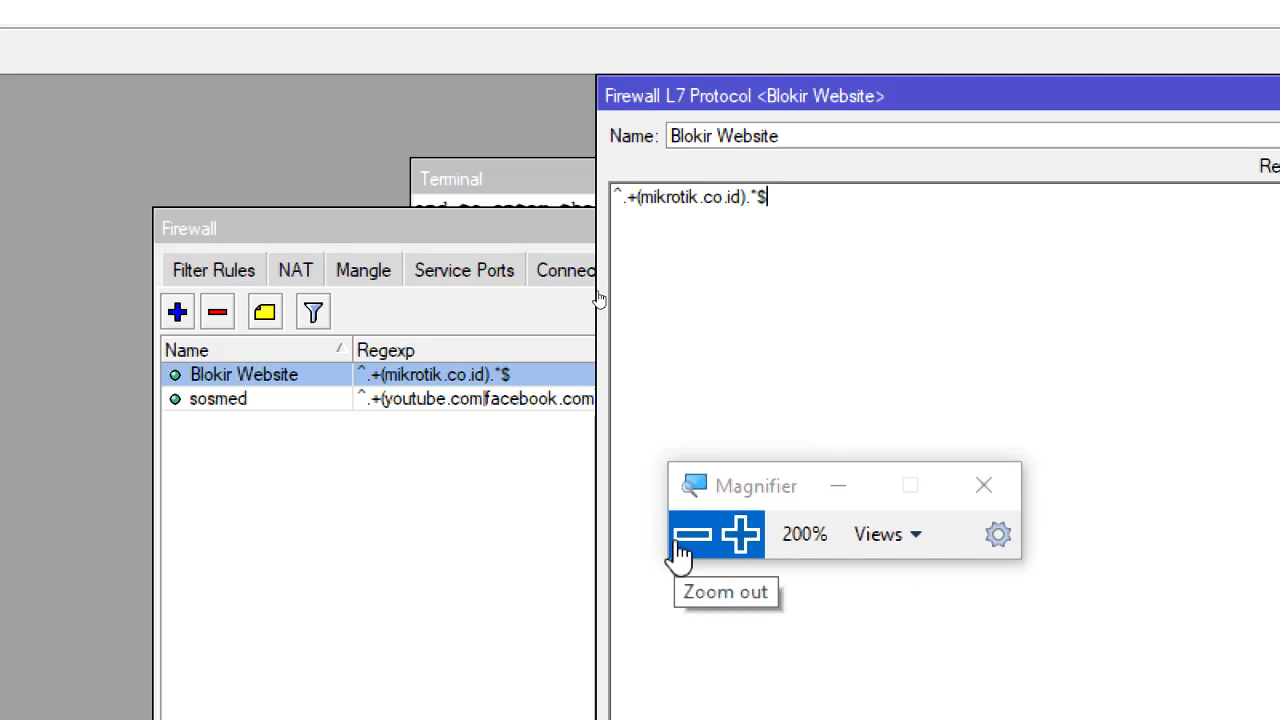 Firewall L7 Protocol <Blokir Website>
Name: Blokir Website
Re
^.+(mikrotik.co.id).*$
Terminal
Firewall
Filter Rules NAT Mangle Service Ports Connec
Name Regexp
Blokir Website ^.+(mikrotik.co.id).*$
sosmed ^.+(youtube.com|facebook.com
Magnifier
200% Views
Zoom out